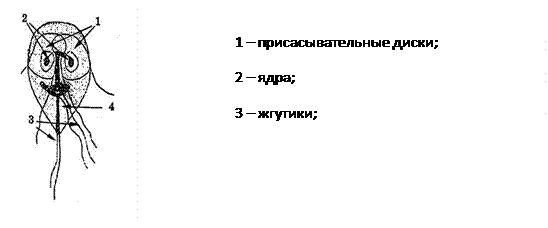 2 1
1 – присасывательные диски;
2 – ядра;
3 – жгутики;
4
3